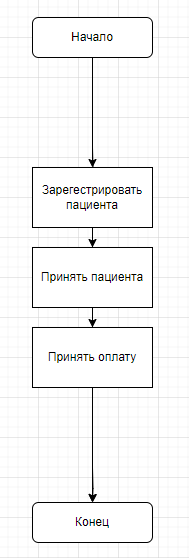 Начало
Зарегестрировать
пациента
Принять пациента
Принять оплату
Конец